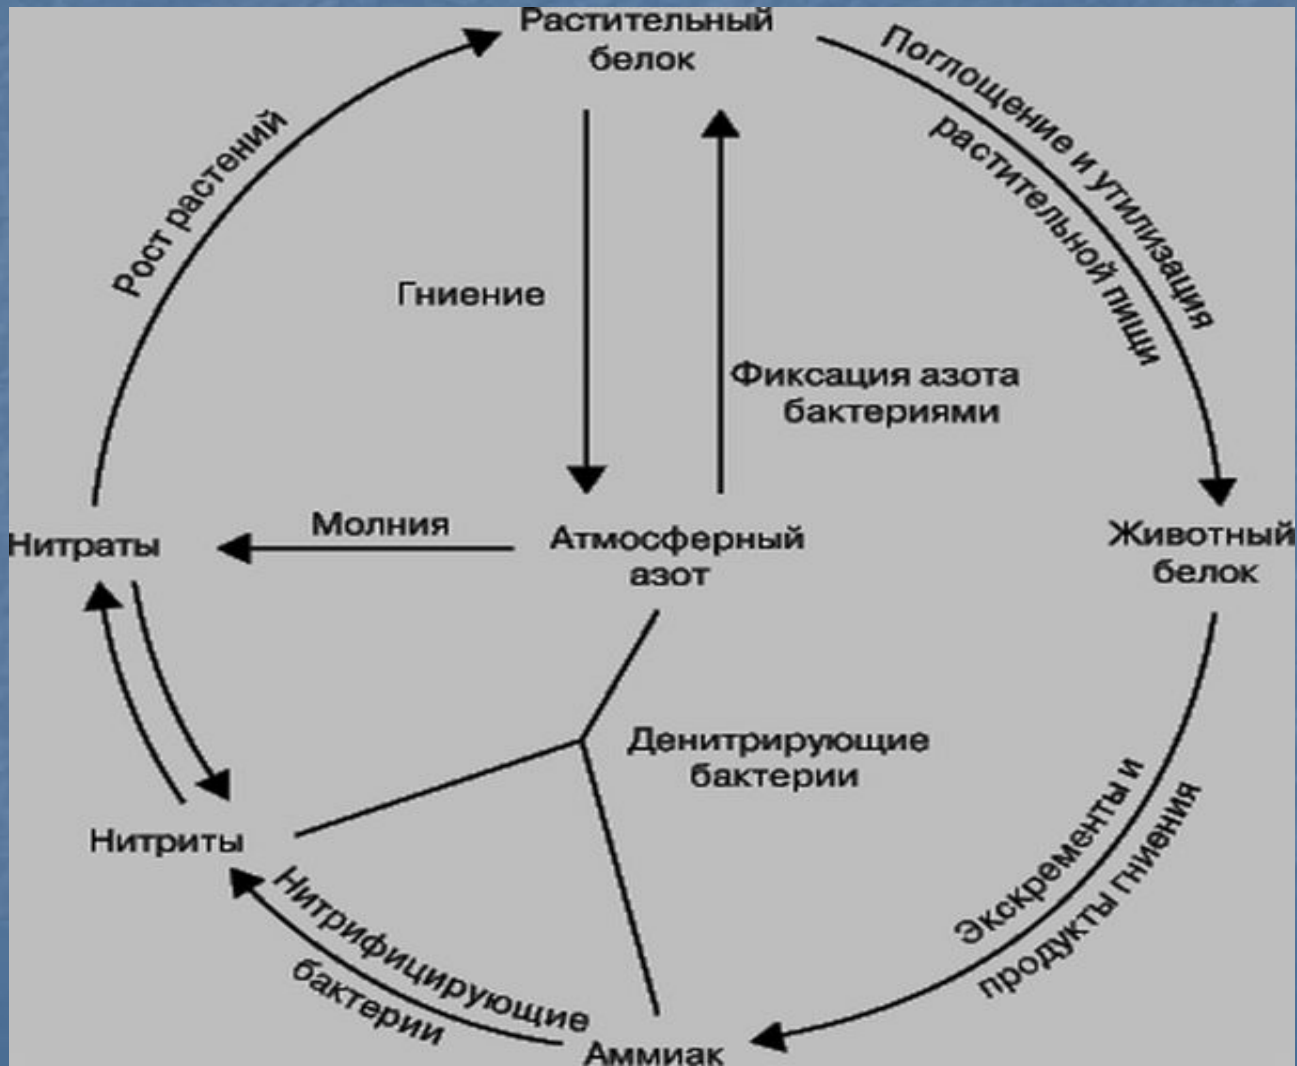 Растительный
белок
Поглощение и утилизация
растительной пищи
Рост растений
Гниение
Фиксация азота
бактериями
Нитраты
Молния
Атмосферный
азот
Животный
белок
Денитрирующие
бактерии
Нитриты
Нитрифицирующие
бактерии
Экскременты и
продукты гниения
Аммиак